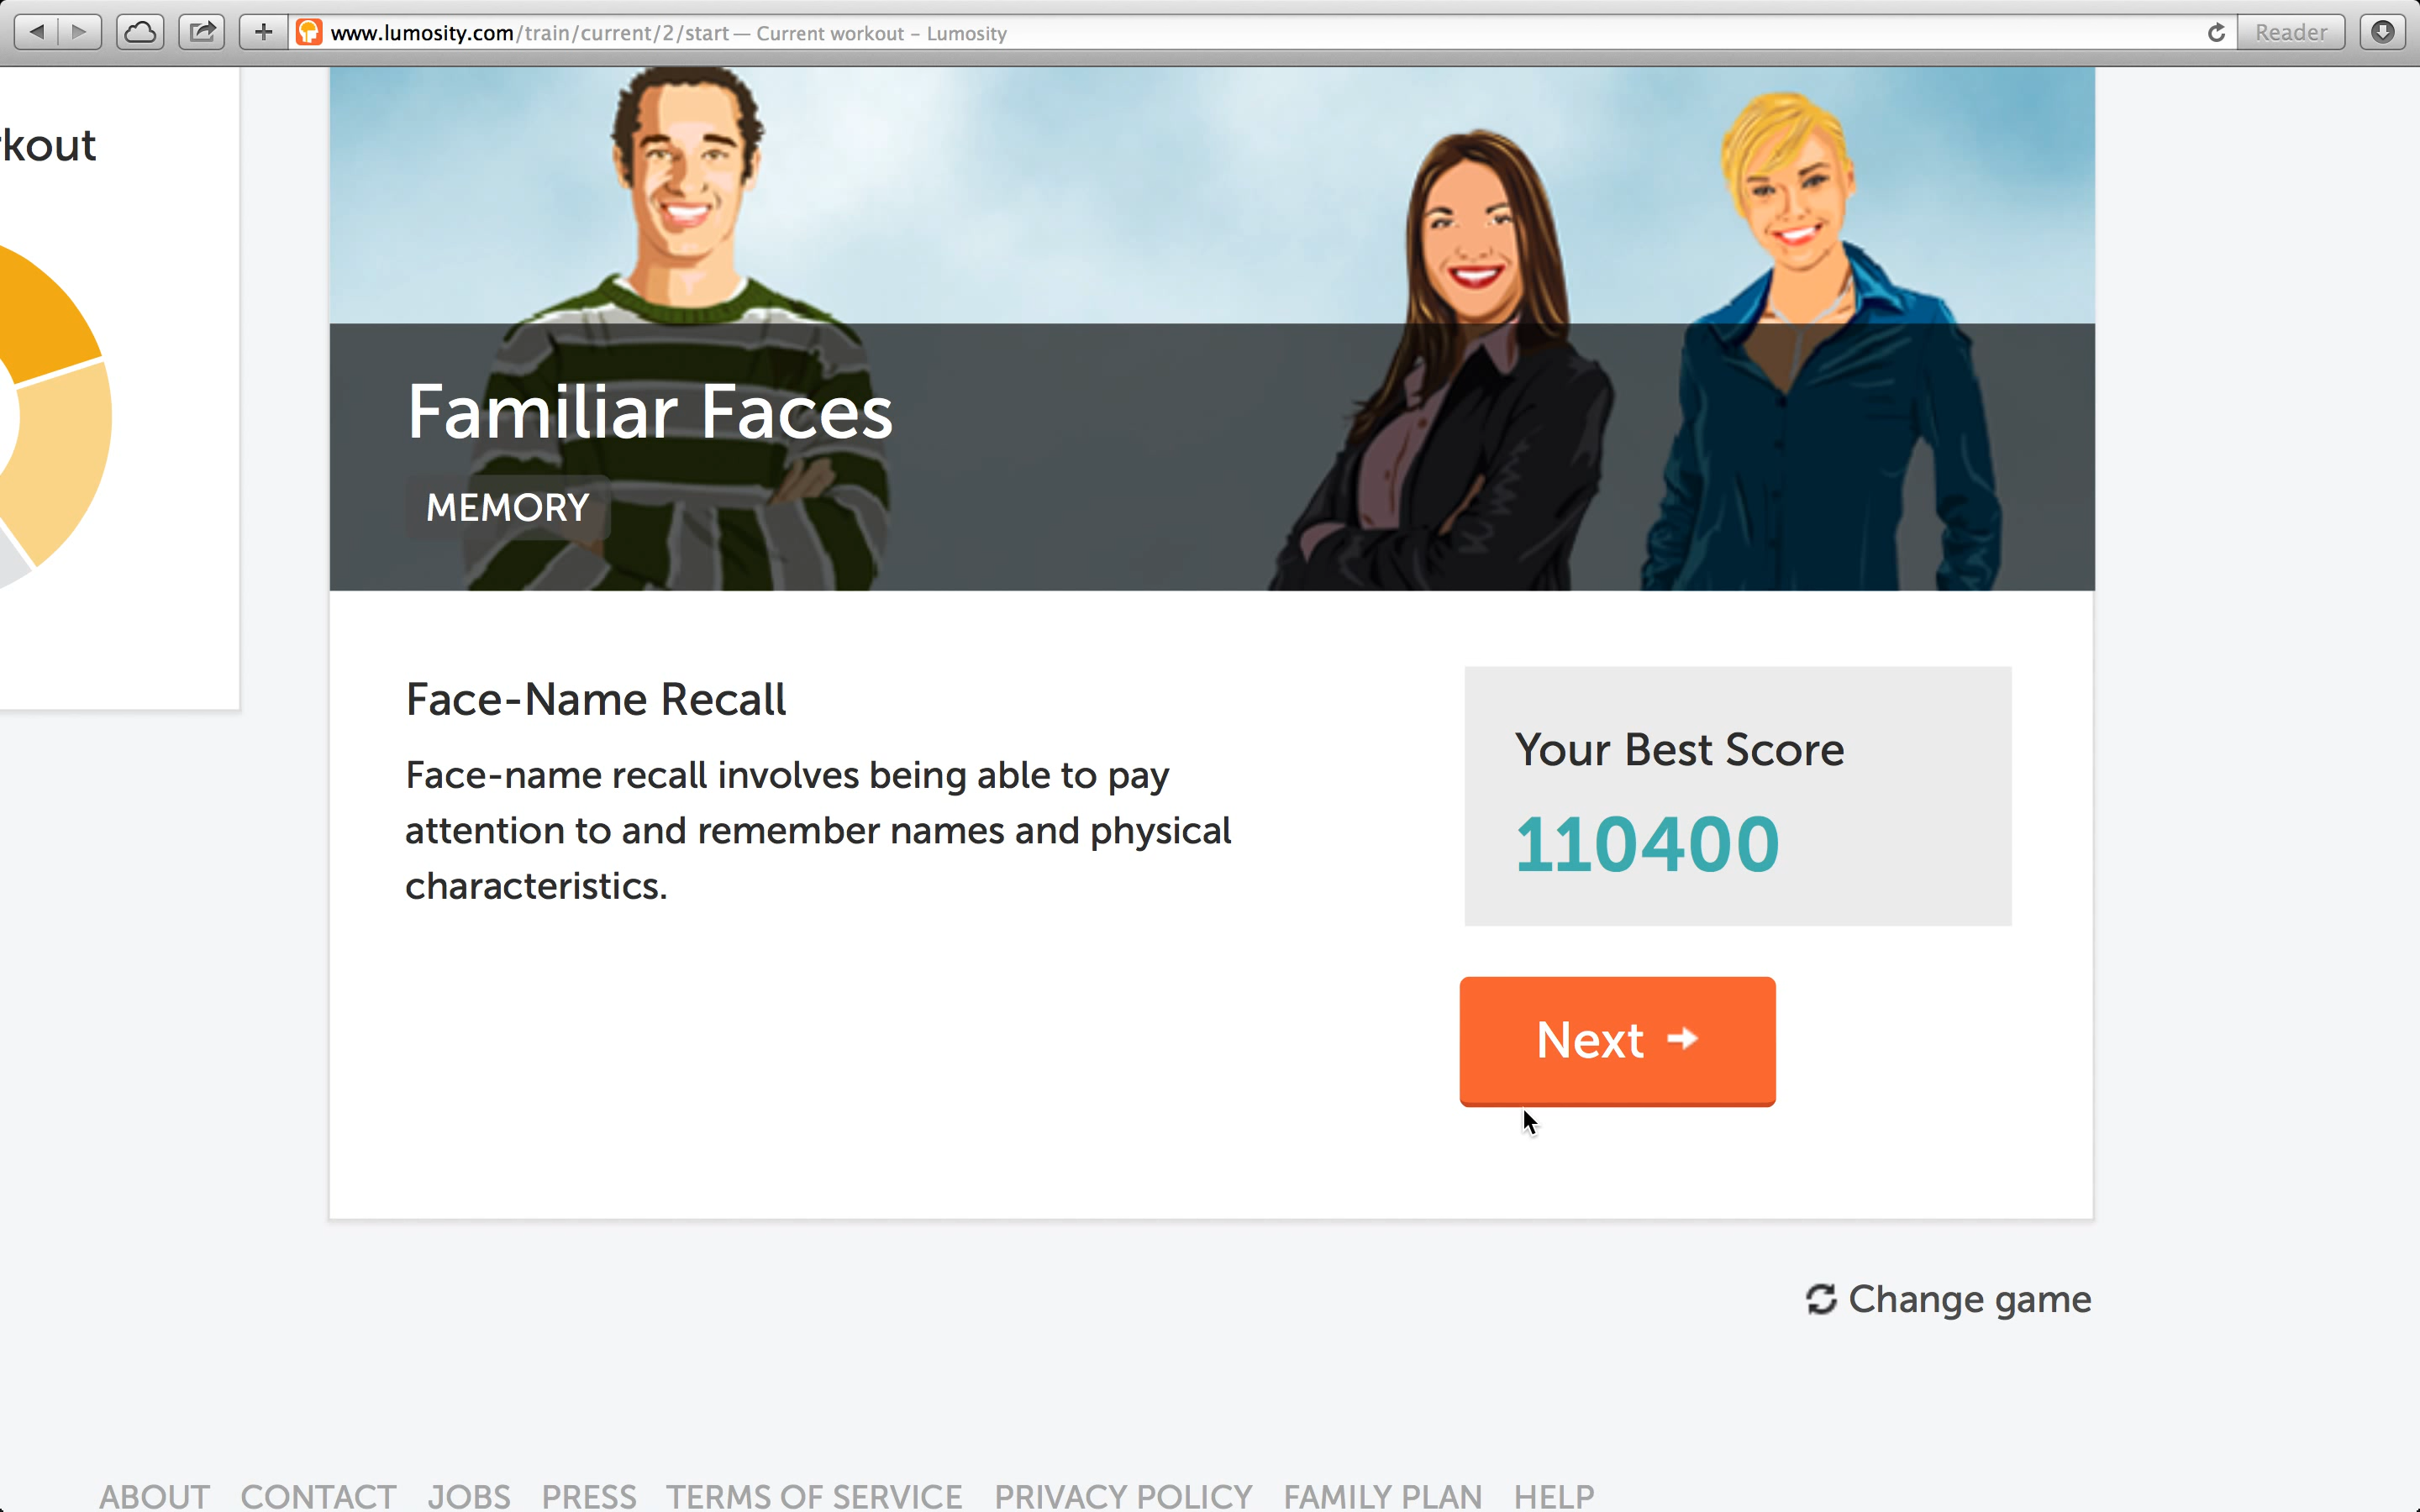 www.lumosity.com/train/current/2/start — Current workout – Lumosity
Reader
rkout
Familiar Faces
MEMORY
Face-Name Recall
Face-name recall involves being able to pay
attention to and remember names and physical
characteristics.
Your Best Score
110400
Next
Change game
ABOUT CONTACT JOBS PRESS TERMS OF SERVICE PRIVACY POLICY FAMILY PLAN HELP